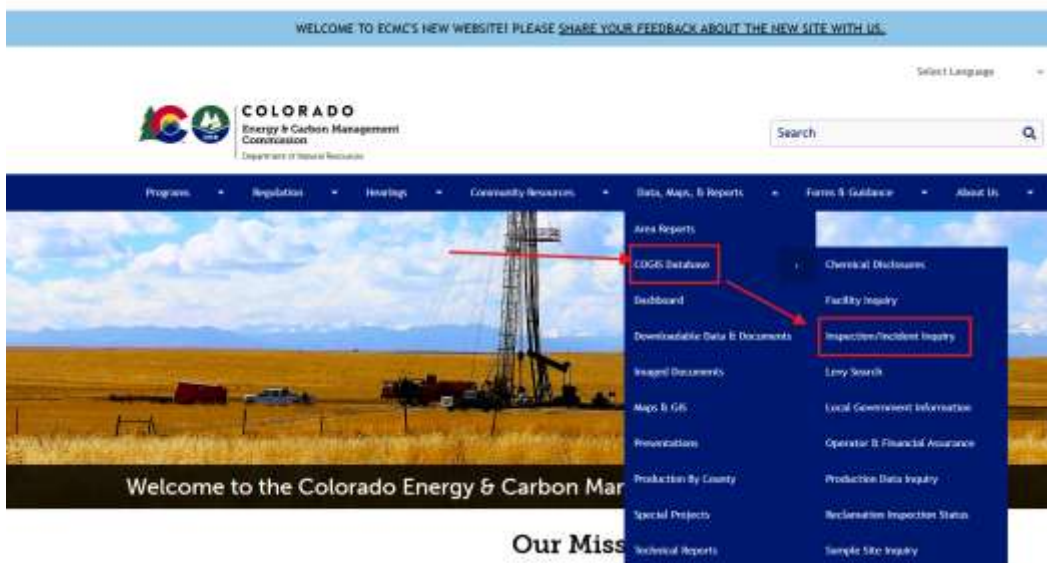 WELCOME TO ECMC'S NEW WEBSITE! PLEASE SHARE YOUR FEEDBACK ABOUT THE NEW SITE WITH US.
Select Language
COLORADO
Energy & Carbon Management
Commission
Department of Natural Resources
Search
Programs Regulation Hearings Community Resources Data, Maps, & Reports Forms & Guidance About Us
Area Reports
COGIS Database
Dashboard
Downloadable Data & Documents
Imaged Documents
Maps & GIS
Presentations
Production By County
Special Projects
Technical Reports
Chemical Disclosures
Facility Inquiry
Inspection/Incident Inquiry
Levy Search
Local Government Information
Operator & Financial Assurance
Production Data Inquiry
Reclamation Inspection Status
Sample Site Inquiry
Welcome to the Colorado Energy & Carbon Mar
Our Miss